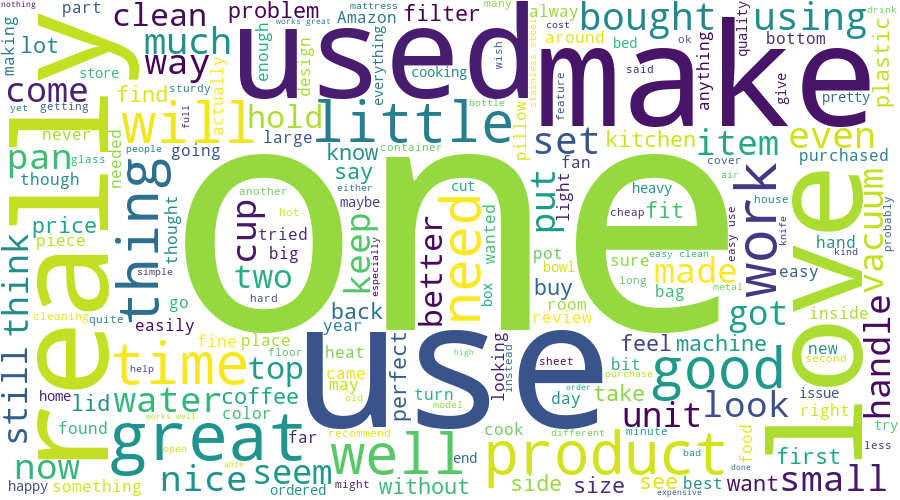 nothing
part
making
clean
problem
Amazon
mattress
works great
many
filter
alway
bought
using
drink
plastic
quality
lot
much
way
used
make
come
store
sturdy
design
enough
everything
cooking
wish
stainless steel
cost
around
ok
bed
said
bottom
anything
give
feature
pretty
yet
getting
find
actually
full
will
hold
little
bottle
set
kitchen
item
even
pan
never
glass
needed
people
going
large
know
container
pillow
fan
cover
air
purchased
though
thing
thought
say
either
cut
light
put
heavy
cheap
fit
work
house
vacuum
really
price
piece
cup
another
hot
tried
big
maybe
keep
especially
better
need
wanted
box
one
pot
bowl
sure
long
easy clean
made
metal
bag
easy use
knife
hand
kind
easy
probably
love
still think
simple
two
go
hard
back
year
buy
room
review
got
inside
handle
cleaning
quite
easily
fine
place
floor
heat
came
may
old
perfect
high
looking
instead
sheet
use
feel
machine
bit
new
second
issue
home
help
time
top
turn
model
order
purchase
day
good
take
look
right
less
try
found
lid
water
coffee
color
works well
recommend
different
minute
side
unit
great
open
able
far
well
cook
product
bad
food
first
now
happy
something
nice
seem
ordered
might
end
without
size
see
done
expensive
best
want
small